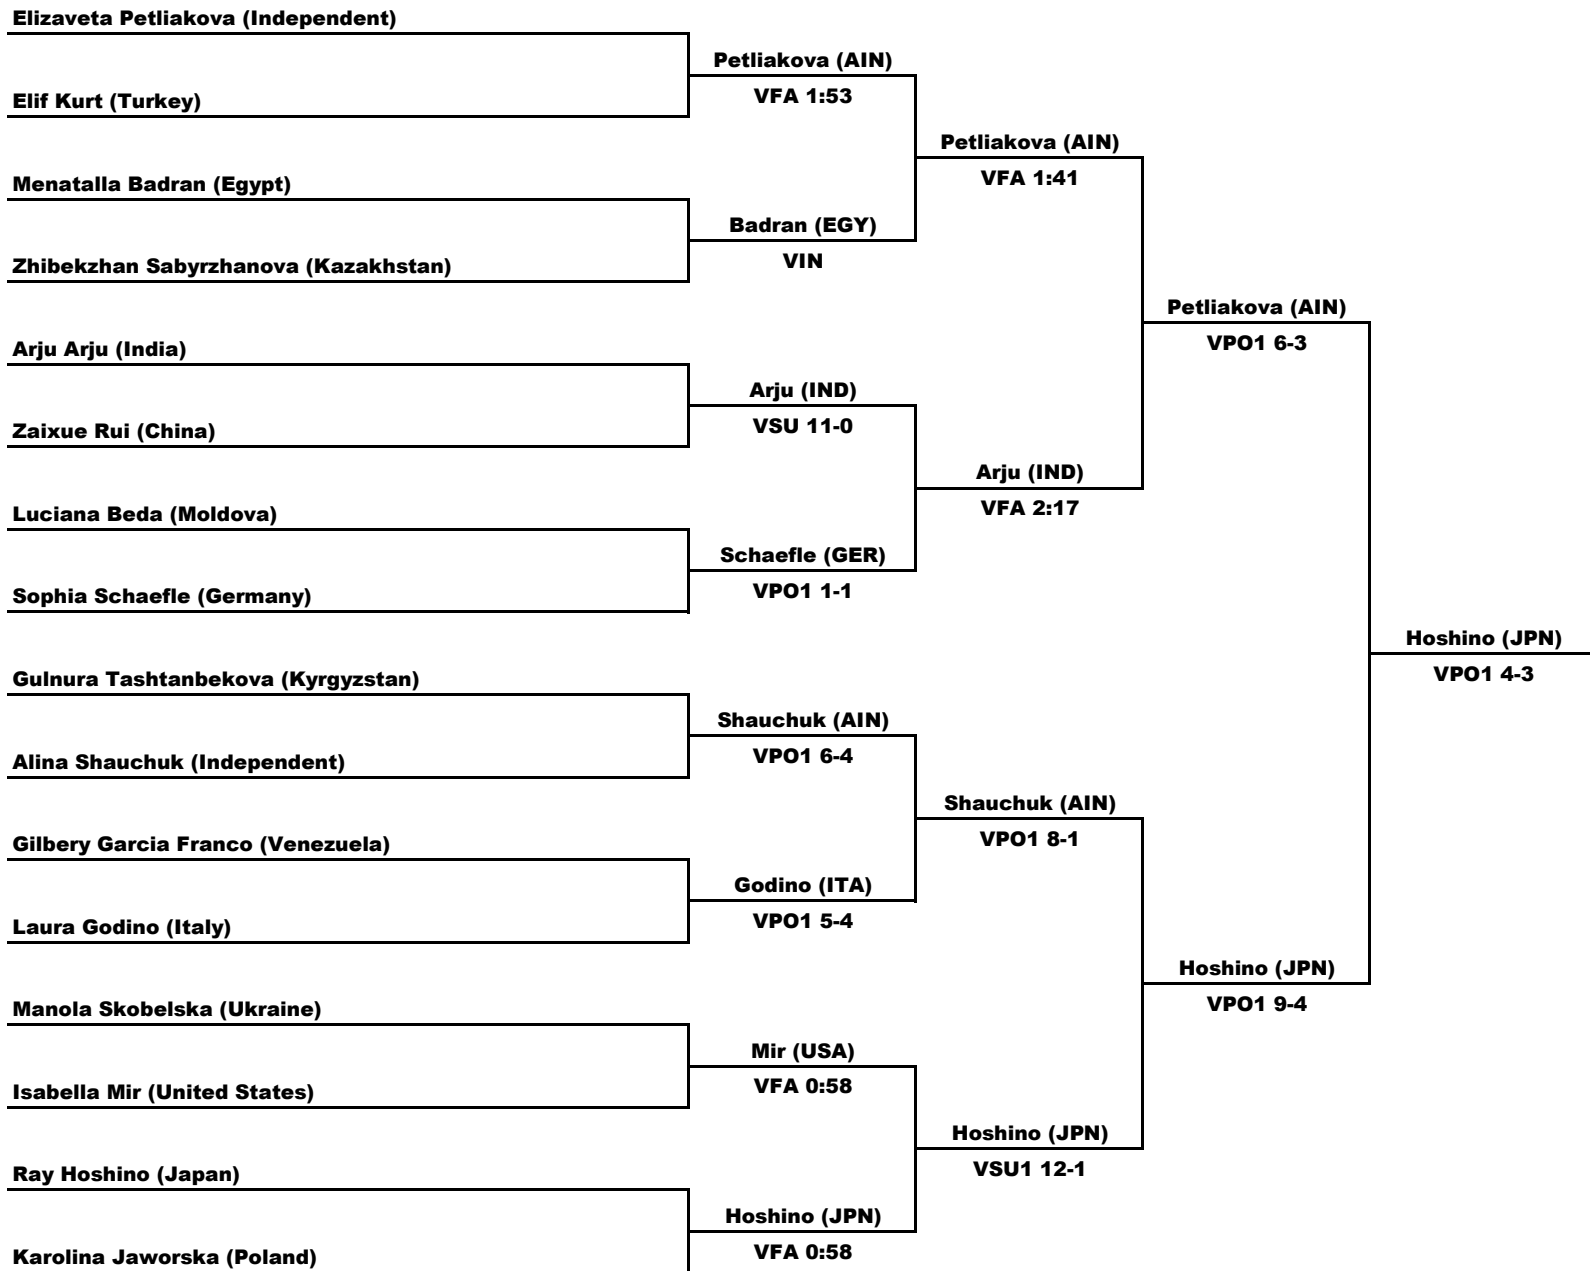 Elizaveta Petliakova (Independent)
Elif Kurt (Turkey)
Menatalla Badran (Egypt)
Zhibekzhan Sabyrzhanova (Kazakhstan)
Arju Arju (India)
Zaixue Rui (China)
Luciana Beda (Moldova)
Sophia Schaefle (Germany)
Gulnura Tashtanbekova (Kyrgyzstan)
Alina Shauchuk (Independent)
Gilbery Garcia Franco (Venezuela)
Laura Godino (Italy)
Manola Skobelska (Ukraine)
Isabella Mir (United States)
Ray Hoshino (Japan)
Karolina Jaworska (Poland)
Petliakova (AIN)
VFA 1:53
Badran (EGY)
VIN
Arju (IND)
VSU 11-0
Schaefle (GER)
VPO1 1-1
Shauchuk (AIN)
VPO1 6-4
Godino (ITA)
VPO1 5-4
Mir (USA)
VFA 0:58
Hoshino (JPN)
VFA 0:58
Petliakova (AIN)
VFA 1:41
Arju (IND)
VFA 2:17
Shauchuk (AIN)
VPO1 8-1
Hoshino (JPN)
VSU1 12-1
Petliakova (AIN)
VPO1 6-3
Hoshino (JPN)
VPO1 9-4
Hoshino (JPN)
VPO1 4-3